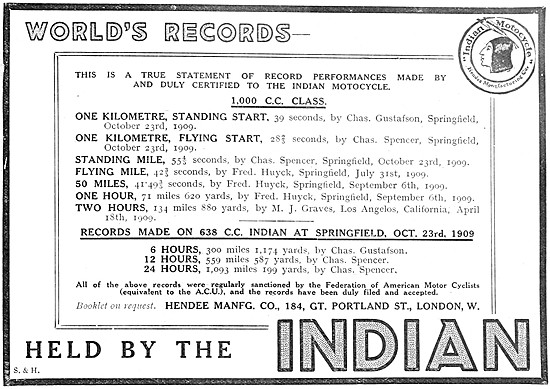 WORLD'S RECORDS—
"Indian Motocycle"
Hendee Manufacturing Co.
THIS IS A TRUE STATEMENT OF RECORD PERFORMANCES MADE BY
AND DULY CERTIFIED TO THE INDIAN MOTOCYCLE.
1,000 C.C. CLASS.
ONE KILOMETRE, STANDING START, 39 seconds, by Chas. Gustafson, Springfield,
October 23rd, 1909.
ONE KILOMETRE, FLYING START, seconds, by Chas. Spencer, Springfield,
October 23rd, 1909.
STANDING MILE, seconds, by Chas. Spencer, Springfield, October 23rd, 1909.
FLYING MILE, seconds, by Fred. Huyck, Springfield, July 31st, 1909.
50 MILES, seconds, by Fred. Huyck, Springfield, September 6th, 1909.
ONE HOUR, 71 miles 620 yards, by Fred. Huyck, Springfield, September 6th, 1909.
TWO HOURS, 134 miles 880 yards, by M. J. Graves, Los Angelos, California, April
18th, 1909.
RECORDS MADE ON 638 C.C. INDIAN AT SPRINGFIELD, OCT. 23rd. 1909
6 HOURS, 300 miles 1,174 yards, by Chas. Gustafson.
12 HOURS, 559 miles 587 yards, by Chas. Spencer.
24 HOURS, 1,093 miles 199 yards, by Chas. Spencer.
All of the above records were regularly sanctioned by the Federation of American Motor Cyclists
(equivalent to the A.C.U.), and the records have been duly filed and accepted.
Booklet on request. HENDEE MANFG. CO., 184, GT. PORTLAND ST., LONDON, W.
HELD BY THE INDIAN
S. & H.